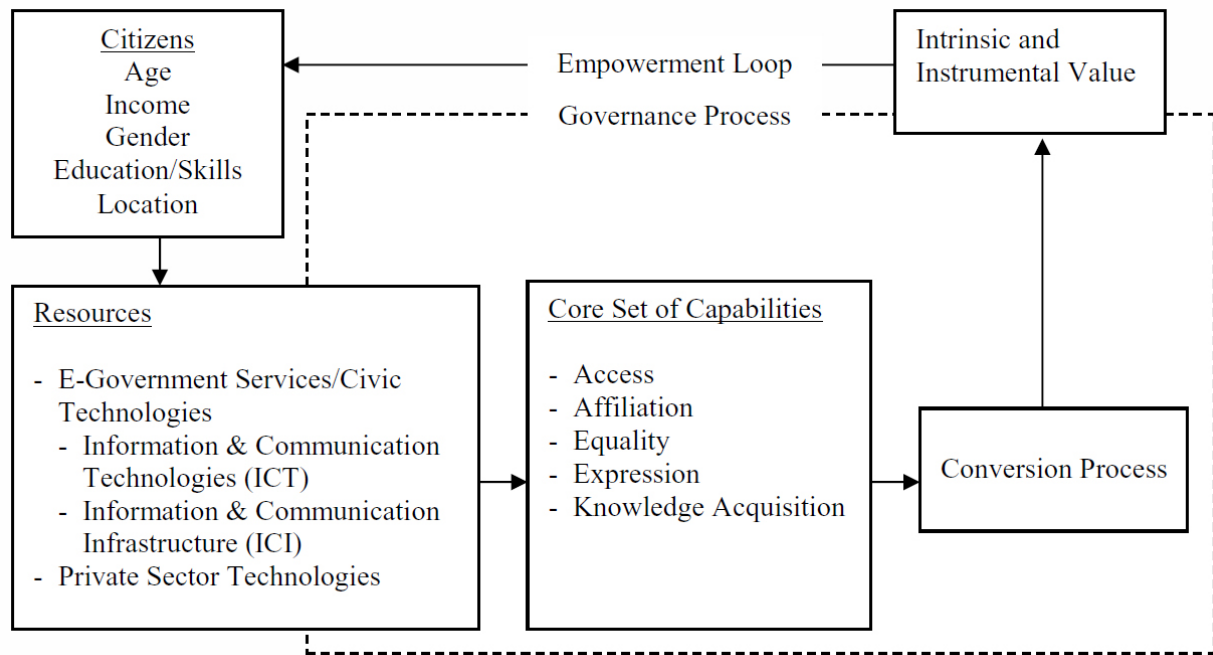 Citizens
Age
Income
Gender
Education/Skills
Location
Empowerment Loop
Governance Process
Intrinsic and
Instrumental Value
Resources
- E-Government Services/Civic
Technologies
- Information & Communication
Technologies (ICT)
- Information & Communication
Infrastructure (ICI)
- Private Sector Technologies
Core Set of Capabilities
- Access
- Affiliation
- Equality
- Expression
- Knowledge Acquisition
Conversion Process